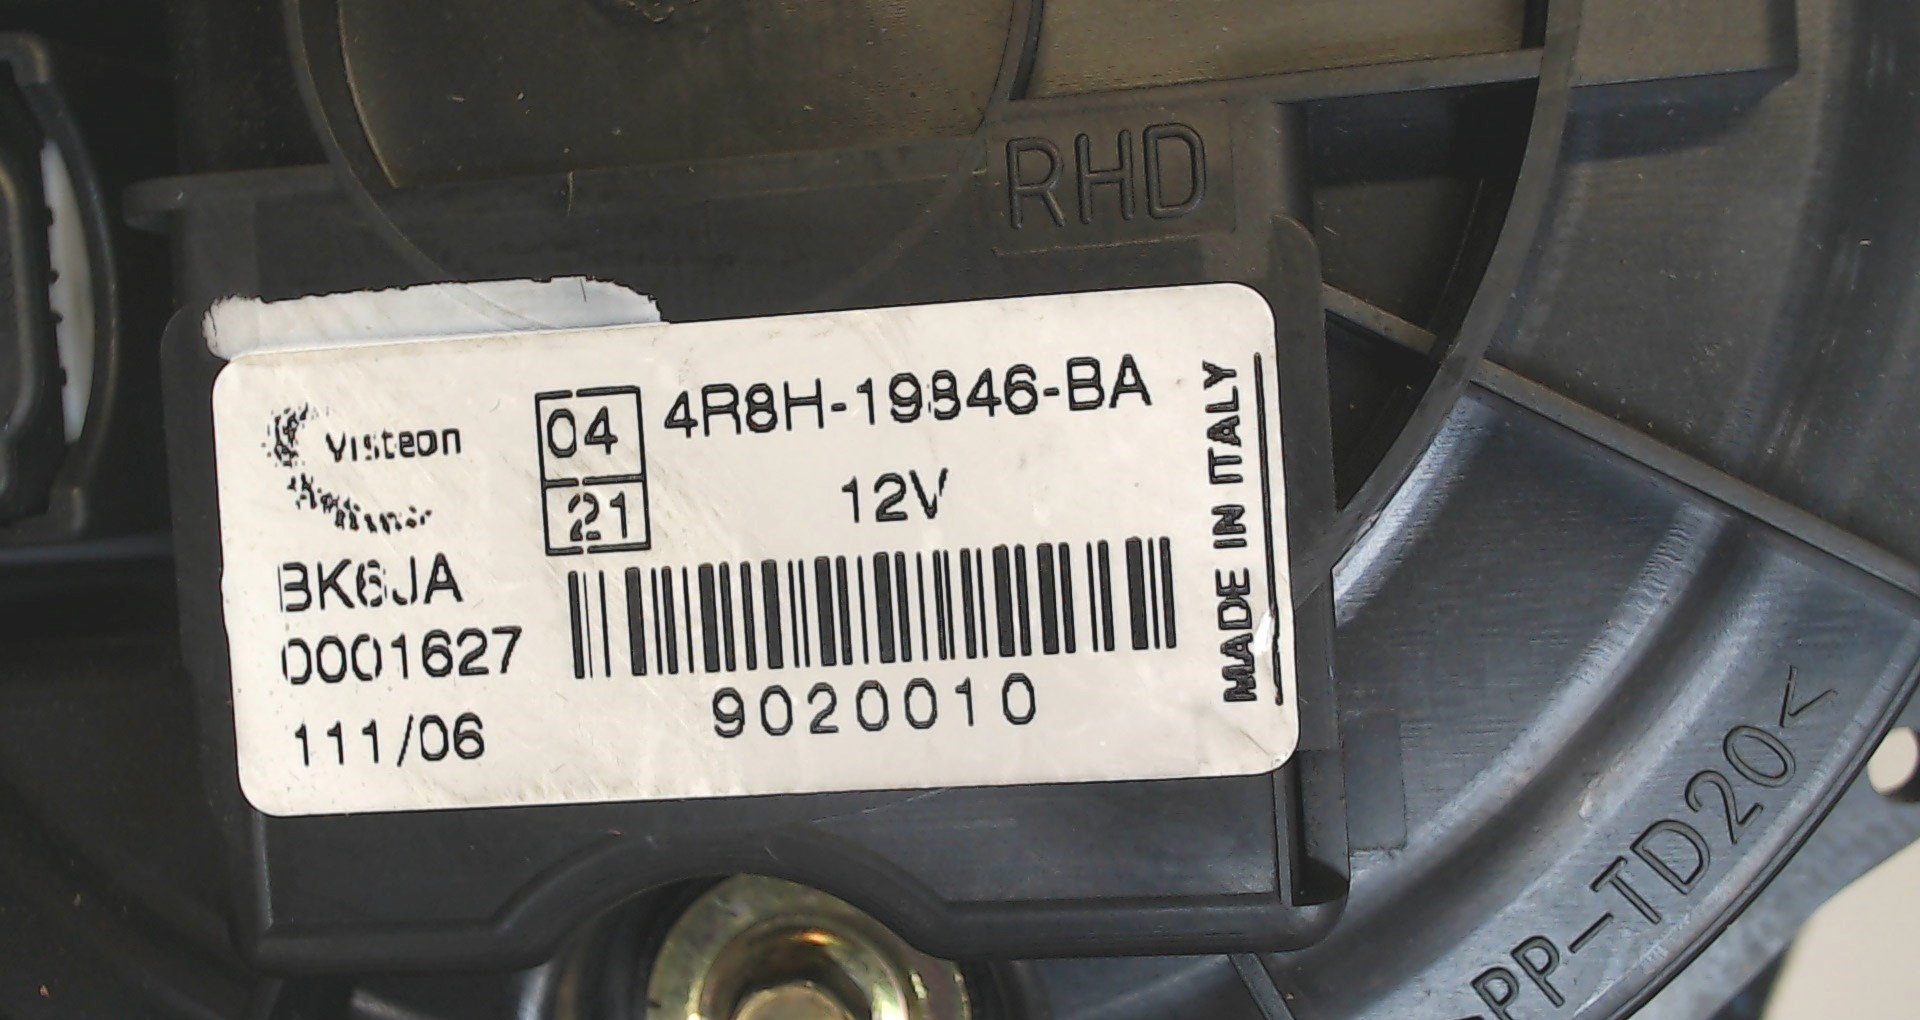 RHD
visteon
04
21
4R8H-19846-BA
12V
MADE IN ITALY
BK6JA
0001627
111/06
9020010
PP-TD20<